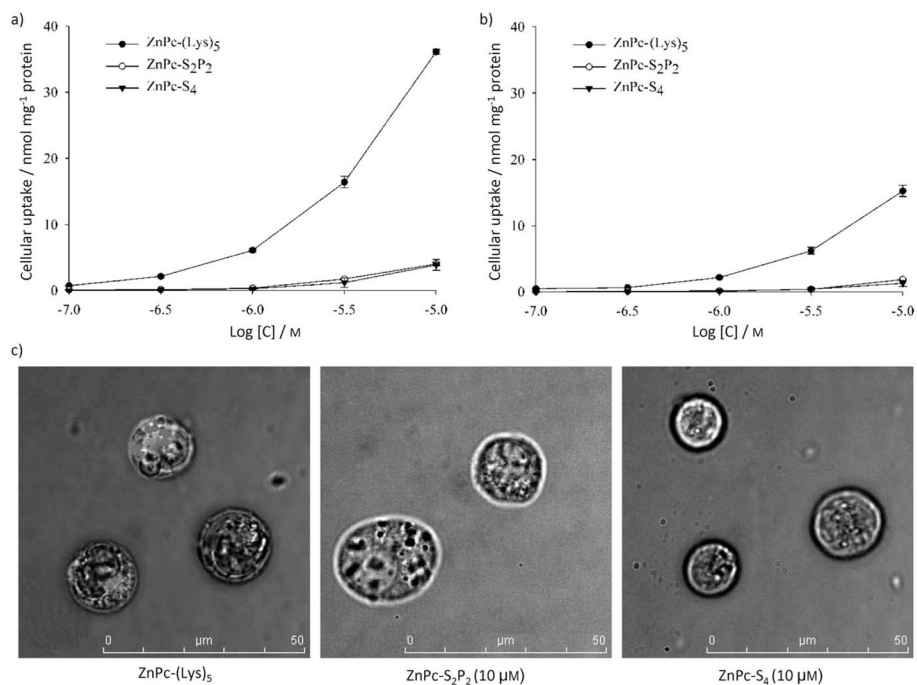 a)
ZnPc-(Lys)5
ZnPc-S2P2
ZnPc-S4
Cellular uptake / nmol mg-1 protein
40
30
20
10
0
-7.0 -6.5 -6.0 -5.5 -5.0
Log [C] / M
b)
ZnPc-(Lys)5
ZnPc-S2P2
ZnPc-S4
Cellular uptake / nmol mg-1 protein
40
30
20
10
0
-7.0 -6.5 -6.0 -5.5 -5.0
Log [C] / M
c)
0 μm 50
0 μm 50
0 μm 50
ZnPc-(Lys)5
ZnPc-S2P2 (10 μM)
ZnPc-S4 (10 μM)